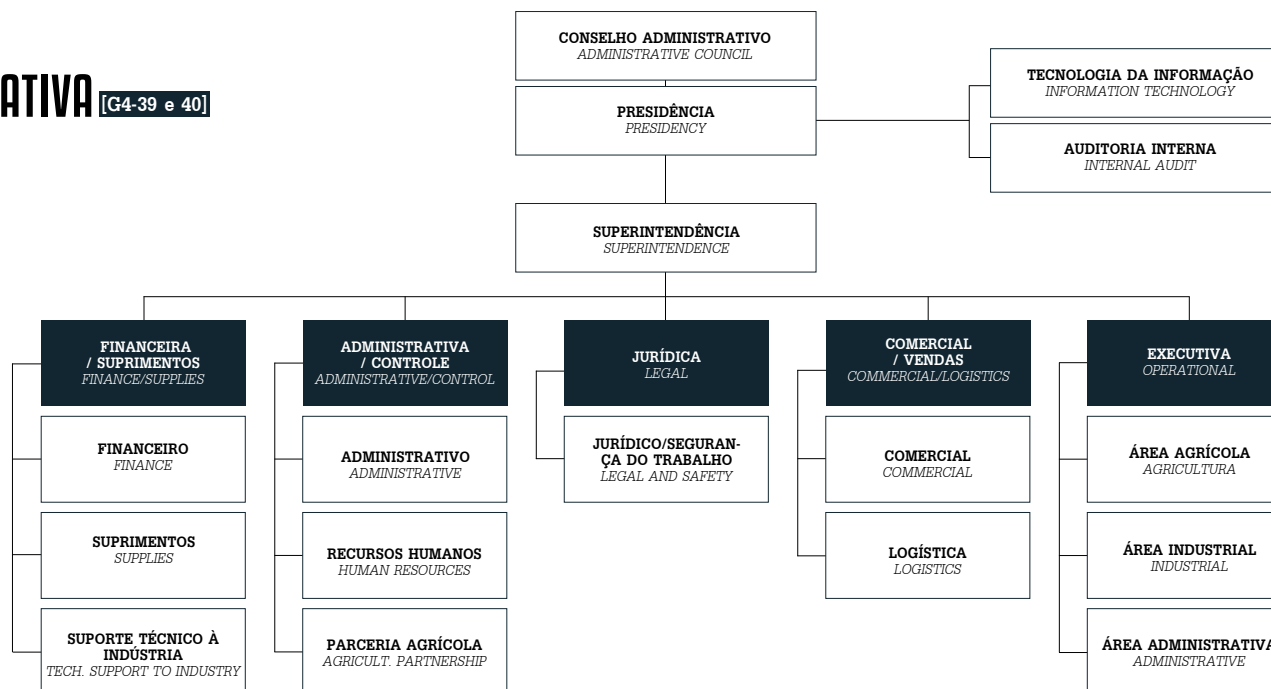 ATIVA [G4-39 e 40]
CONSELHO ADMINISTRATIVO
ADMINISTRATIVE COUNCIL
PRESIDÊNCIA
PRESIDENCY
TECNOLOGIA DA INFORMAÇÃO
INFORMATION TECHNOLOGY
AUDITORIA INTERNA
INTERNAL AUDIT
SUPERINTENDÊNCIA
SUPERINTENDENCE
FINANCEIRA
/ SUPRIMENTOS
FINANCE/SUPPLIES
FINANCEIRO
FINANCE
SUPRIMENTOS
SUPPLIES
SUPORTE TÉCNICO À
INDÚSTRIA
TECH. SUPPORT TO INDUSTRY
ADMINISTRATIVA
/ CONTROLE
ADMINISTRATIVE/CONTROL
ADMINISTRATIVO
ADMINISTRATIVE
RECURSOS HUMANOS
HUMAN RESOURCES
PARCERIA AGRÍCOLA
AGRICULT. PARTNERSHIP
JURÍDICA
LEGAL
JURÍDICO/SEGURAN-
ÇA DO TRABALHO
LEGAL AND SAFETY
COMERCIAL
/ VENDAS
COMMERCIAL/LOGISTICS
COMERCIAL
COMMERCIAL
LOGÍSTICA
LOGISTICS
EXECUTIVA
OPERATIONAL
ÁREA AGRÍCOLA
AGRICULTURA
ÁREA INDUSTRIAL
INDUSTRIAL
ÁREA ADMINISTRATIVA
ADMINISTRATIVE